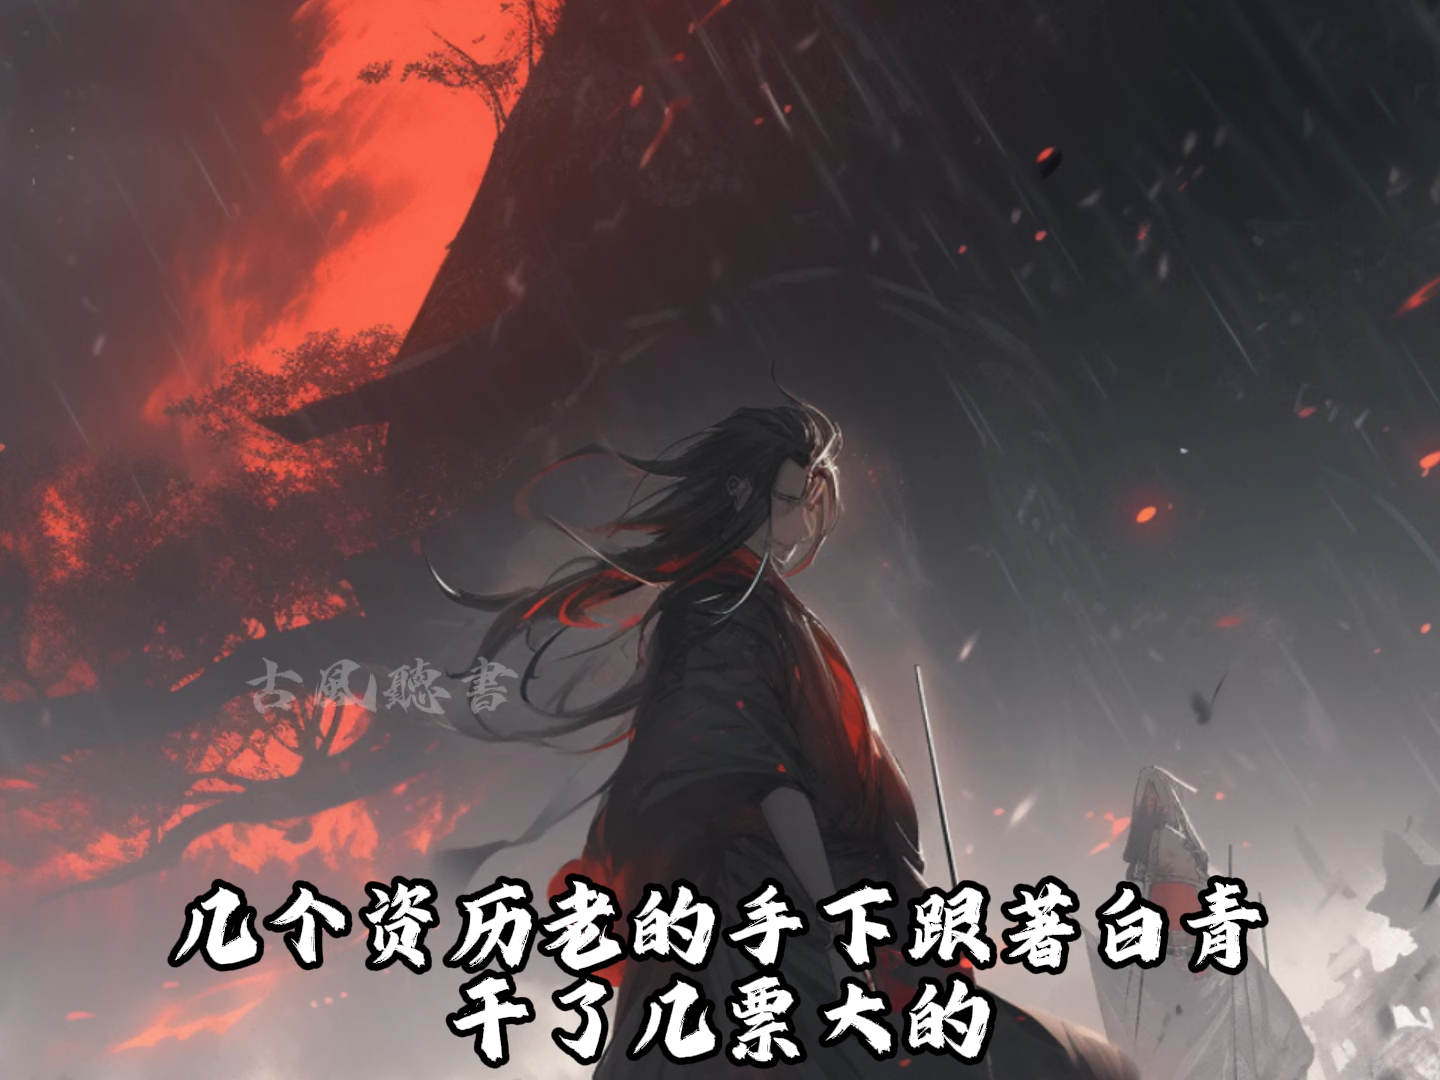 古風聽書
几个资历老的手下跟著白青
干了几票大的